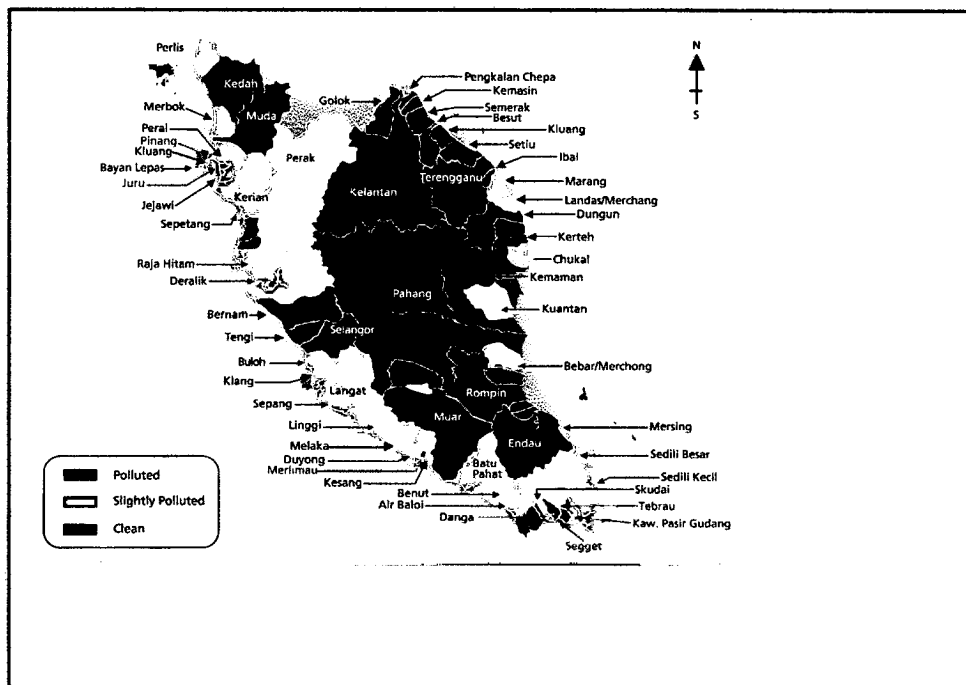 Perlis
Kedah
Muda
Merbok
Perai
Pinang
Kluang
Bayan Lepas
Juru
Jejawi
Kerian
Sepetang
Perak
Raja Hitam
Deralik
Bernam
Tengi
Selangor
Buloh
Klang
Langat
Sepang
Linggi
Melaka
Duyong
Merlimau
Kesang
Muar
Batu
Pahat
Benut
Air Baloi
Danga
Golok
Pengkalan Chepa
Kemasin
Semerak
Besut
Kluang
Setiu
Ibai
Marang
Landas/Merchang
Dungun
Kerteh
Chukai
Kemaman
Kuantan
Kelantan
Terengganu
Pahang
Bebar/Merchong
Rompin
Endau
Mersing
Sedili Besar
Sedili Kecil
Skudai
Tebrau
Kaw. Pasir Gudang
Segget
N
S
Polluted
Slightly Polluted
Clean